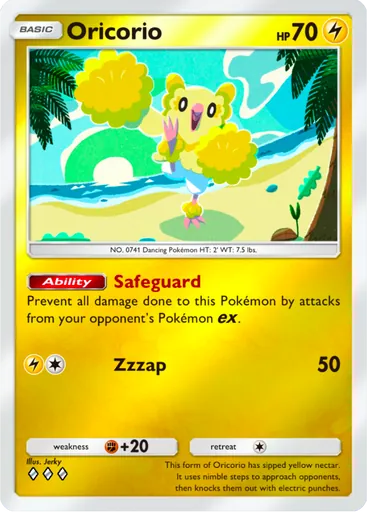 BASIC Oricorio HP 70
NO. 0741 Dancing Pokémon HT: 2' WT: 7.5 lbs.
Ability Safeguard
Prevent all damage done to this Pokémon by attacks
from your opponent's Pokémon ex.
Zzzap 50
weakness +20 retreat
Illus. Jerky
This form of Oricorio has sipped yellow nectar.
It uses nimble steps to approach opponents,
then knocks them out with electric punches.